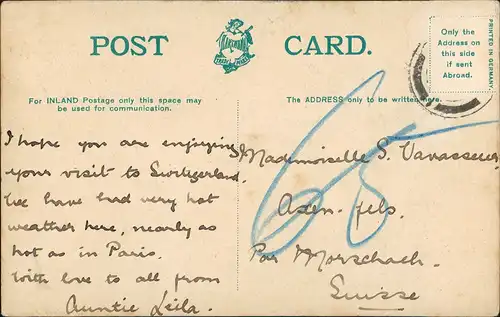 POST CARD.
Only the
Address on
this side
if sent
Abroad.
PRINTED IN GERMANY.
For INLAND Postage only this space may
be used for communication.
The ADDRESS only to be written here.
I hope you are enjoying
your visit to Switzerland.
We have had very hot
weather here, nearly as
hot as in Paris.
With love to all from
Auntie Leila.
Mademoiselle S. Vavasseur
Axen-fels.
Par Morschach.
Suisse